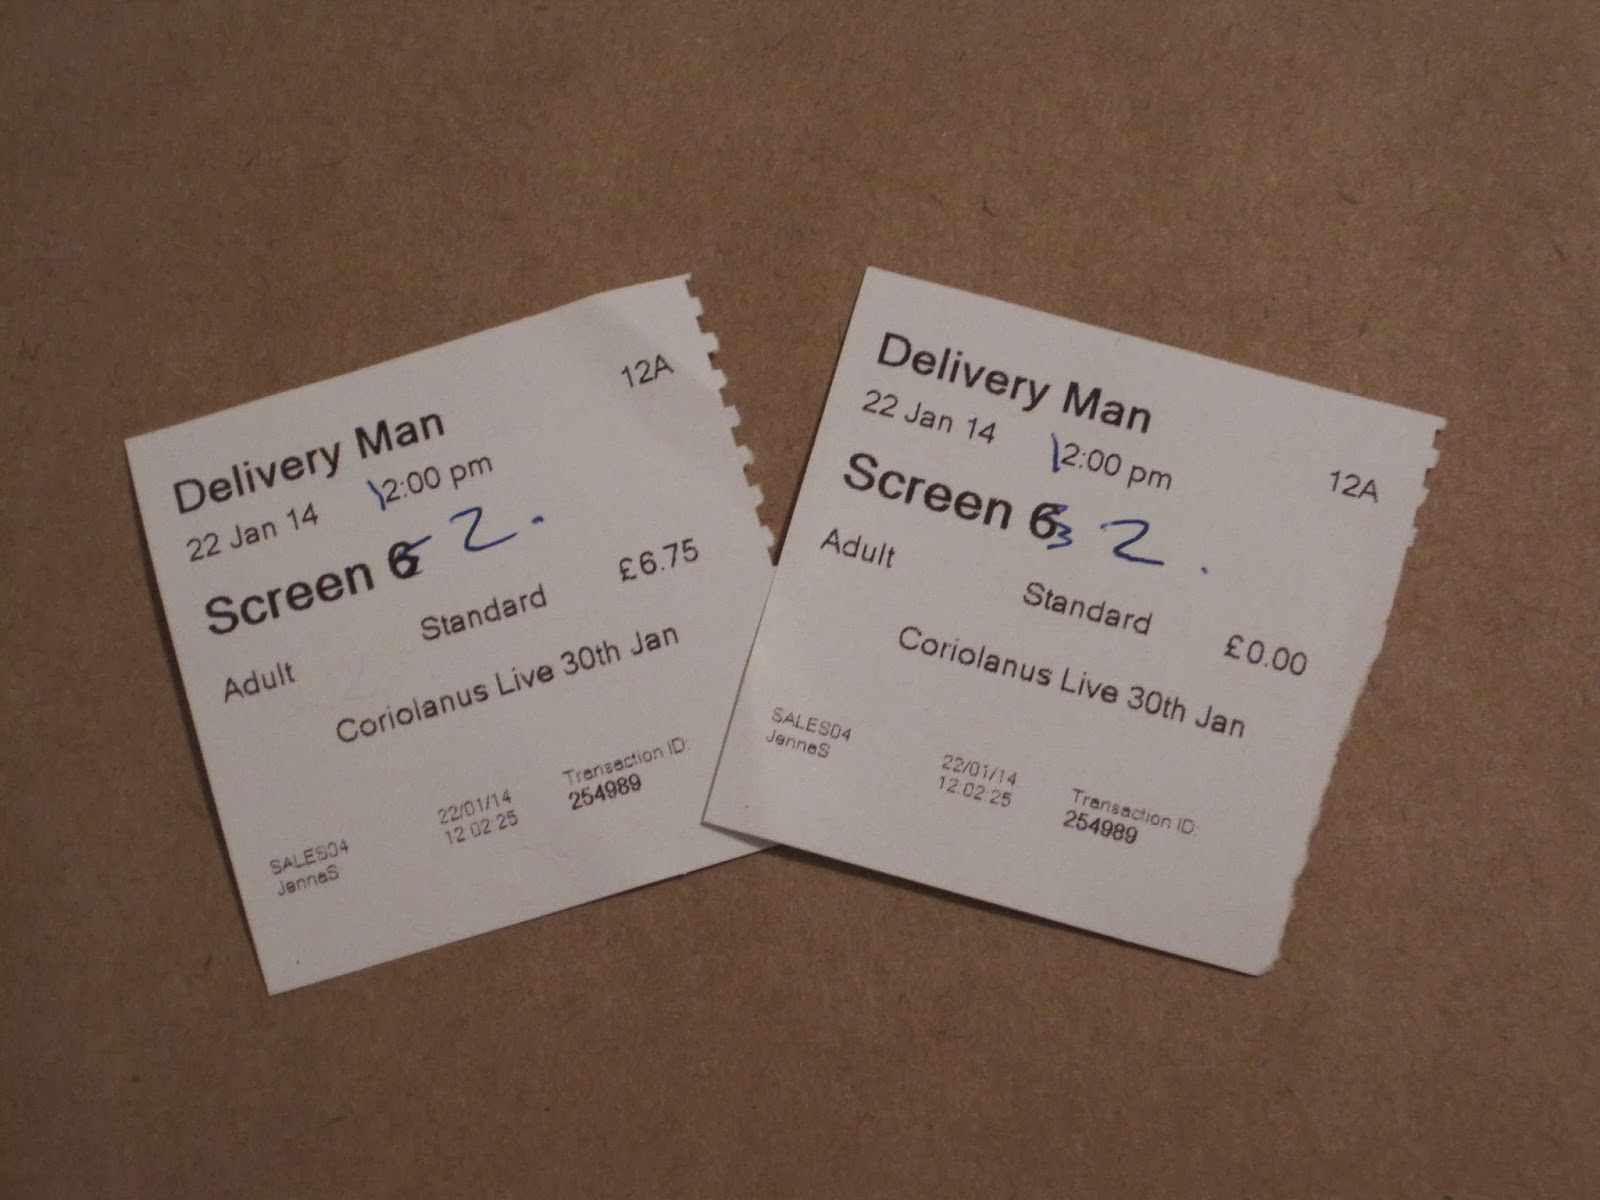 Delivery Man
12A
22 Jan 14 2:00 pm
Screen 6 2.
Adult Standard £6.75
Coriolanus Live 30th Jan
SALES04 22/01/14 Transaction ID:
JennaS 12:02:25 254989
Delivery Man
22 Jan 14 2:00 pm 12A
Screen 6 2.
Adult Standard £0.00
Coriolanus Live 30th Jan
SALES04 22/01/14 Transaction ID:
JennaS 12:02:25 254989